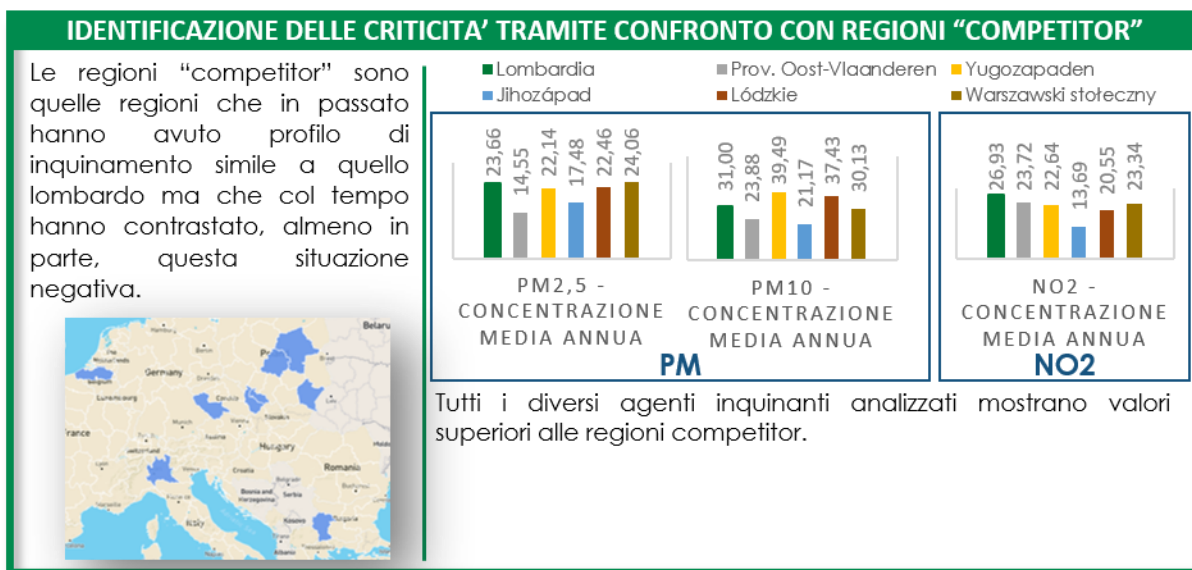 IDENTIFICAZIONE DELLE CRITICITA’ TRAMITE CONFRONTO CON REGIONI “COMPETITOR”
Le regioni “competitor” sono
quelle regioni che in passato
hanno avuto profilo di
inquinamento simile a quello
lombardo ma che col tempo
hanno contrastato, almeno in
parte, questa situazione
negativa.
Germany
Belgium
Luxembourg
France
Munich
Vienna
Hungary
Romania
Croatia
Bosnia and
Herzegovina
Serbia
Kosovo
Bulgaria
Albania
Italy
Lombardia
Prov. Oost-Vlaanderen
Yugozapaden
Jihozápad
Lódzkie
Warszawski stołeczny
23,66
14,55
22,14
17,48
22,46
24,06
PM2,5 -
CONCENTRAZIONE
MEDIA ANNUA
31,00
23,88
39,49
21,17
37,43
30,13
PM10 -
CONCENTRAZIONE
MEDIA ANNUA
PM
26,93
23,72
22,64
13,69
20,55
23,34
NO2 -
CONCENTRAZIONE
MEDIA ANNUA
NO2
Tutti i diversi agenti inquinanti analizzati mostrano valori
superiori alle regioni competitor.